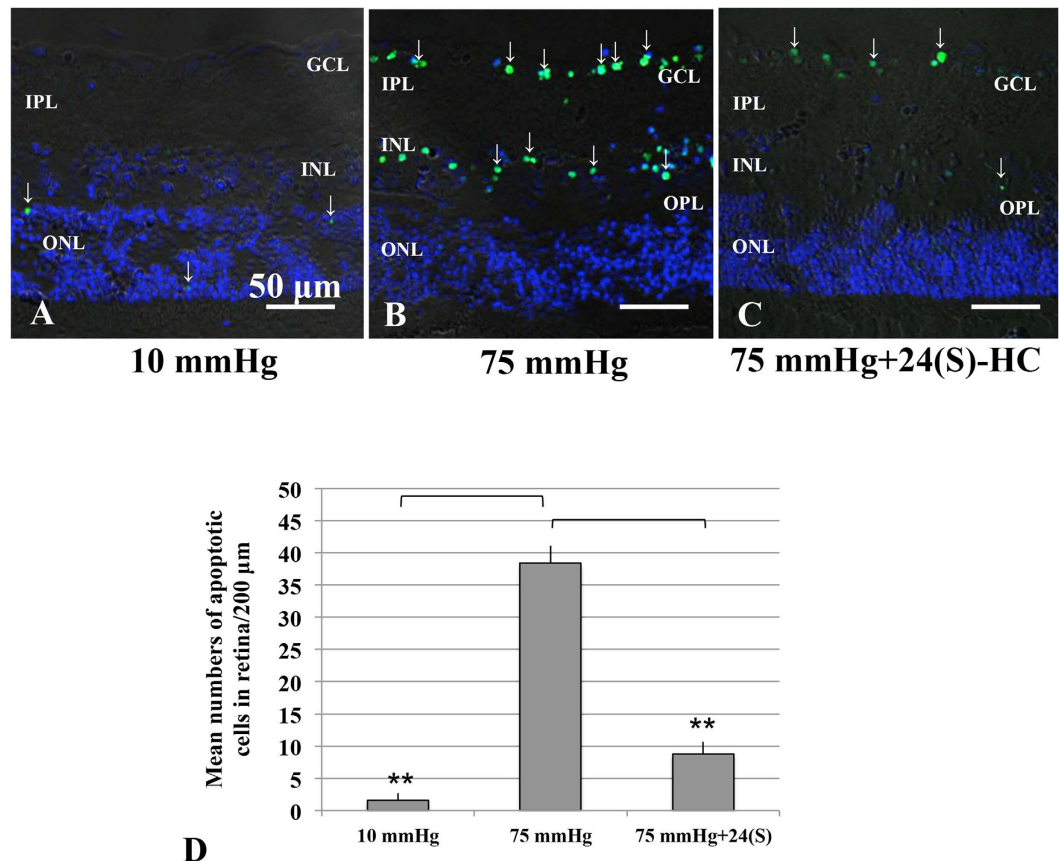 GCL
IPL
INL
ONL
50 μm
A
10 mmHg
GCL
IPL
INL
OPL
ONL
B
75 mmHg
GCL
IPL
INL
OPL
ONL
C
75 mmHg+24(S)-HC
Mean numbers of apoptotic
cells in retina/200 μm
50
45
40
35
30
25
20
15
10
5
0
**
**
10 mmHg
75 mmHg
75 mmHg+24(S)
D